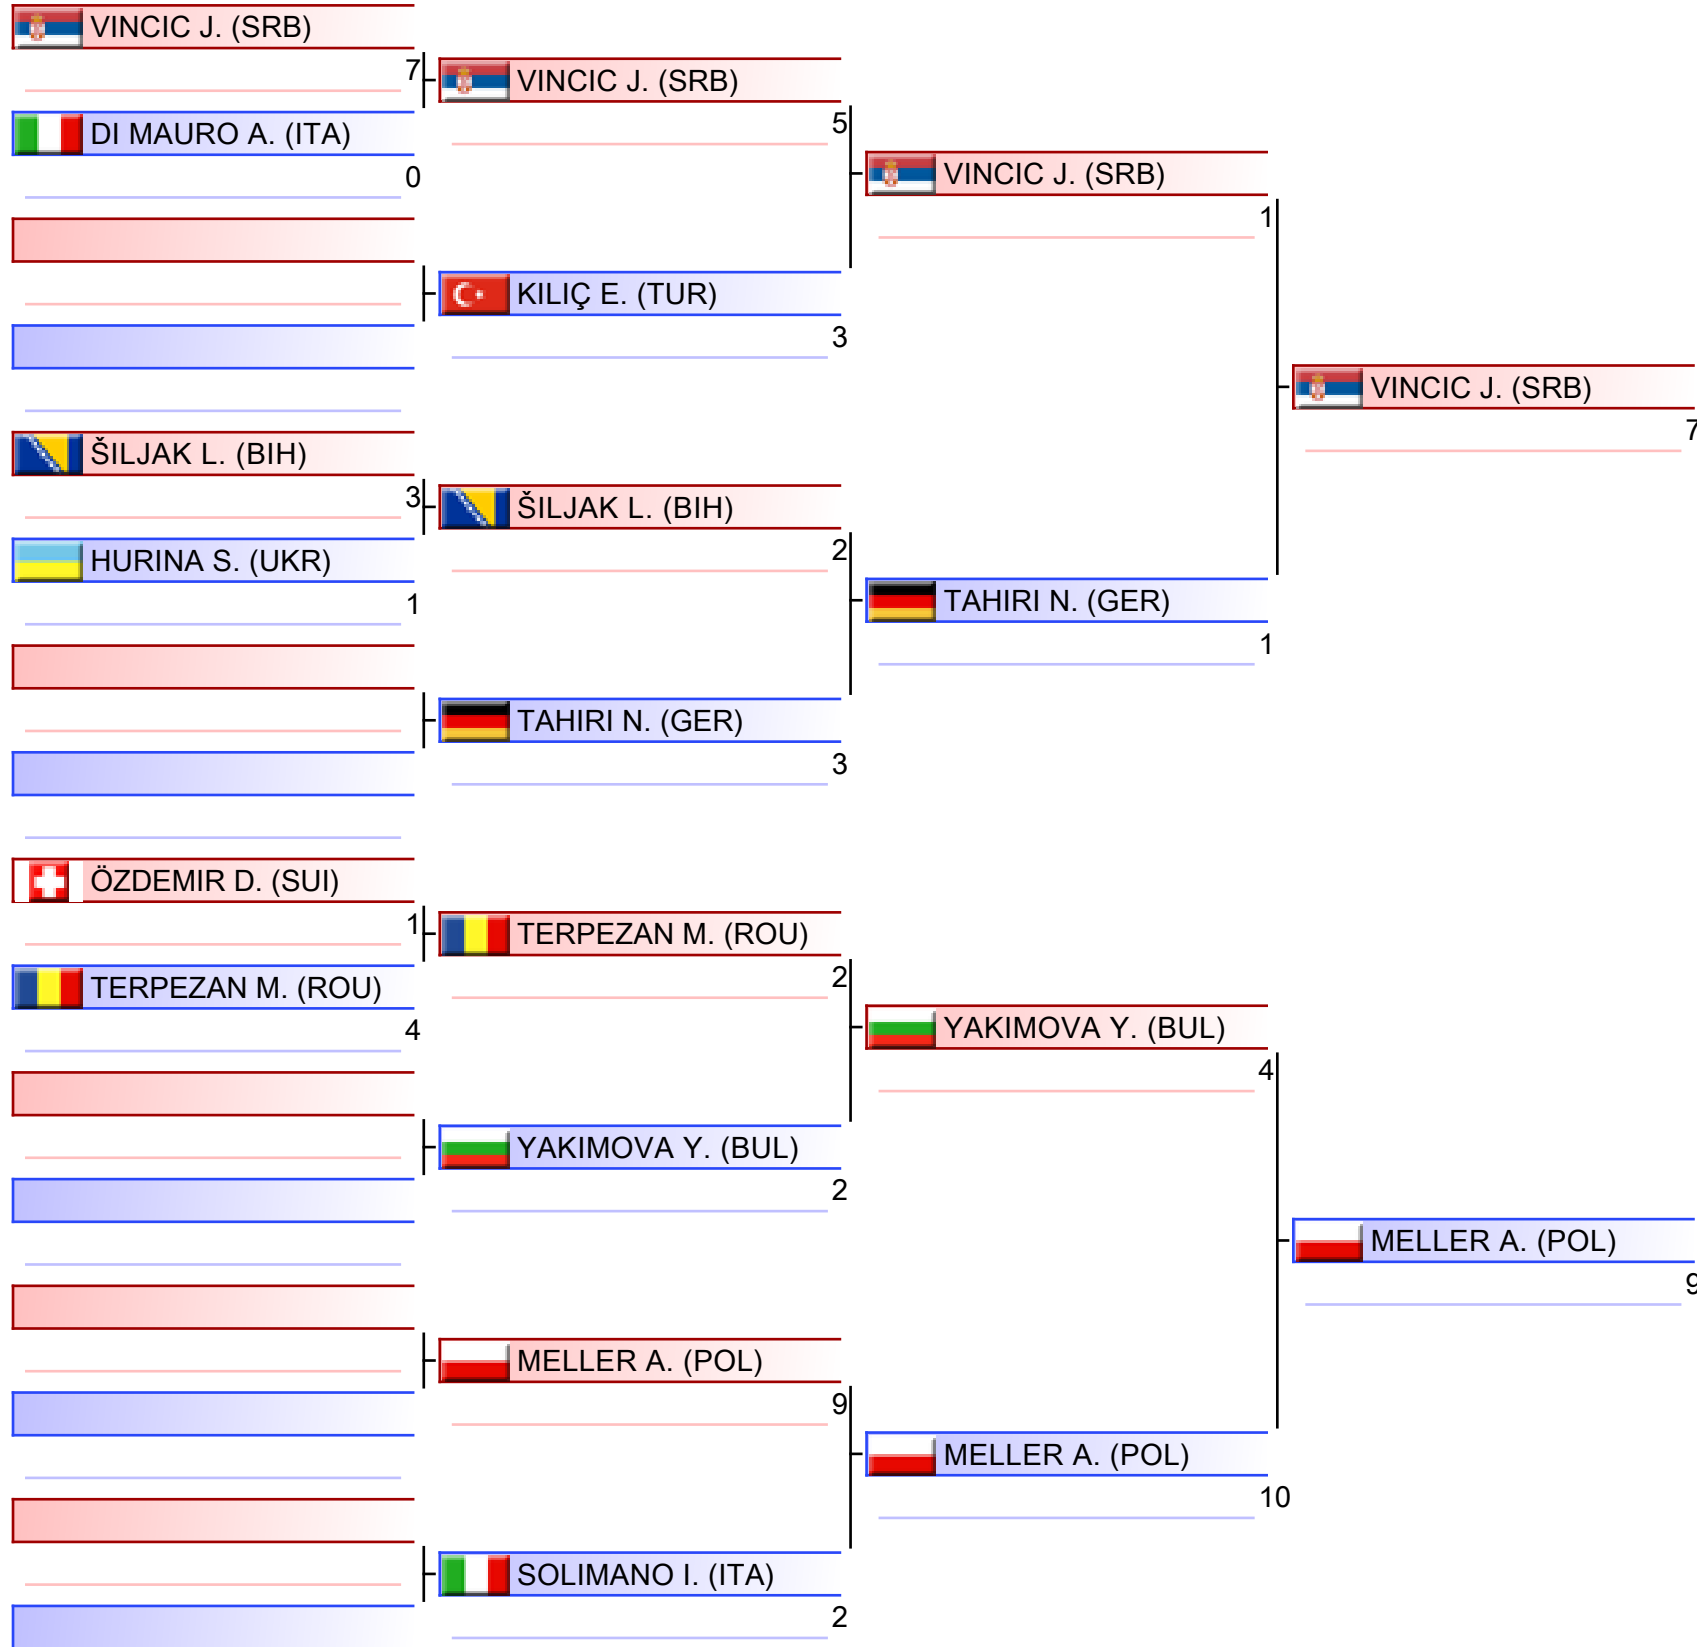 VINCIC J. (SRB)
7
DI MAURO A. (ITA)
0
ŠILJAK L. (BIH)
3
HURINA S. (UKR)
1
ÖZDEMIR D. (SUI)
1
TERPEZAN M. (ROU)
4
VINCIC J. (SRB)
5
KILIÇ E. (TUR)
3
ŠILJAK L. (BIH)
2
TAHIRI N. (GER)
3
TERPEZAN M. (ROU)
2
YAKIMOVA Y. (BUL)
2
MELLER A. (POL)
9
SOLIMANO I. (ITA)
2
VINCIC J. (SRB)
1
TAHIRI N. (GER)
1
YAKIMOVA Y. (BUL)
4
MELLER A. (POL)
10
VINCIC J. (SRB)
7
MELLER A. (POL)
9